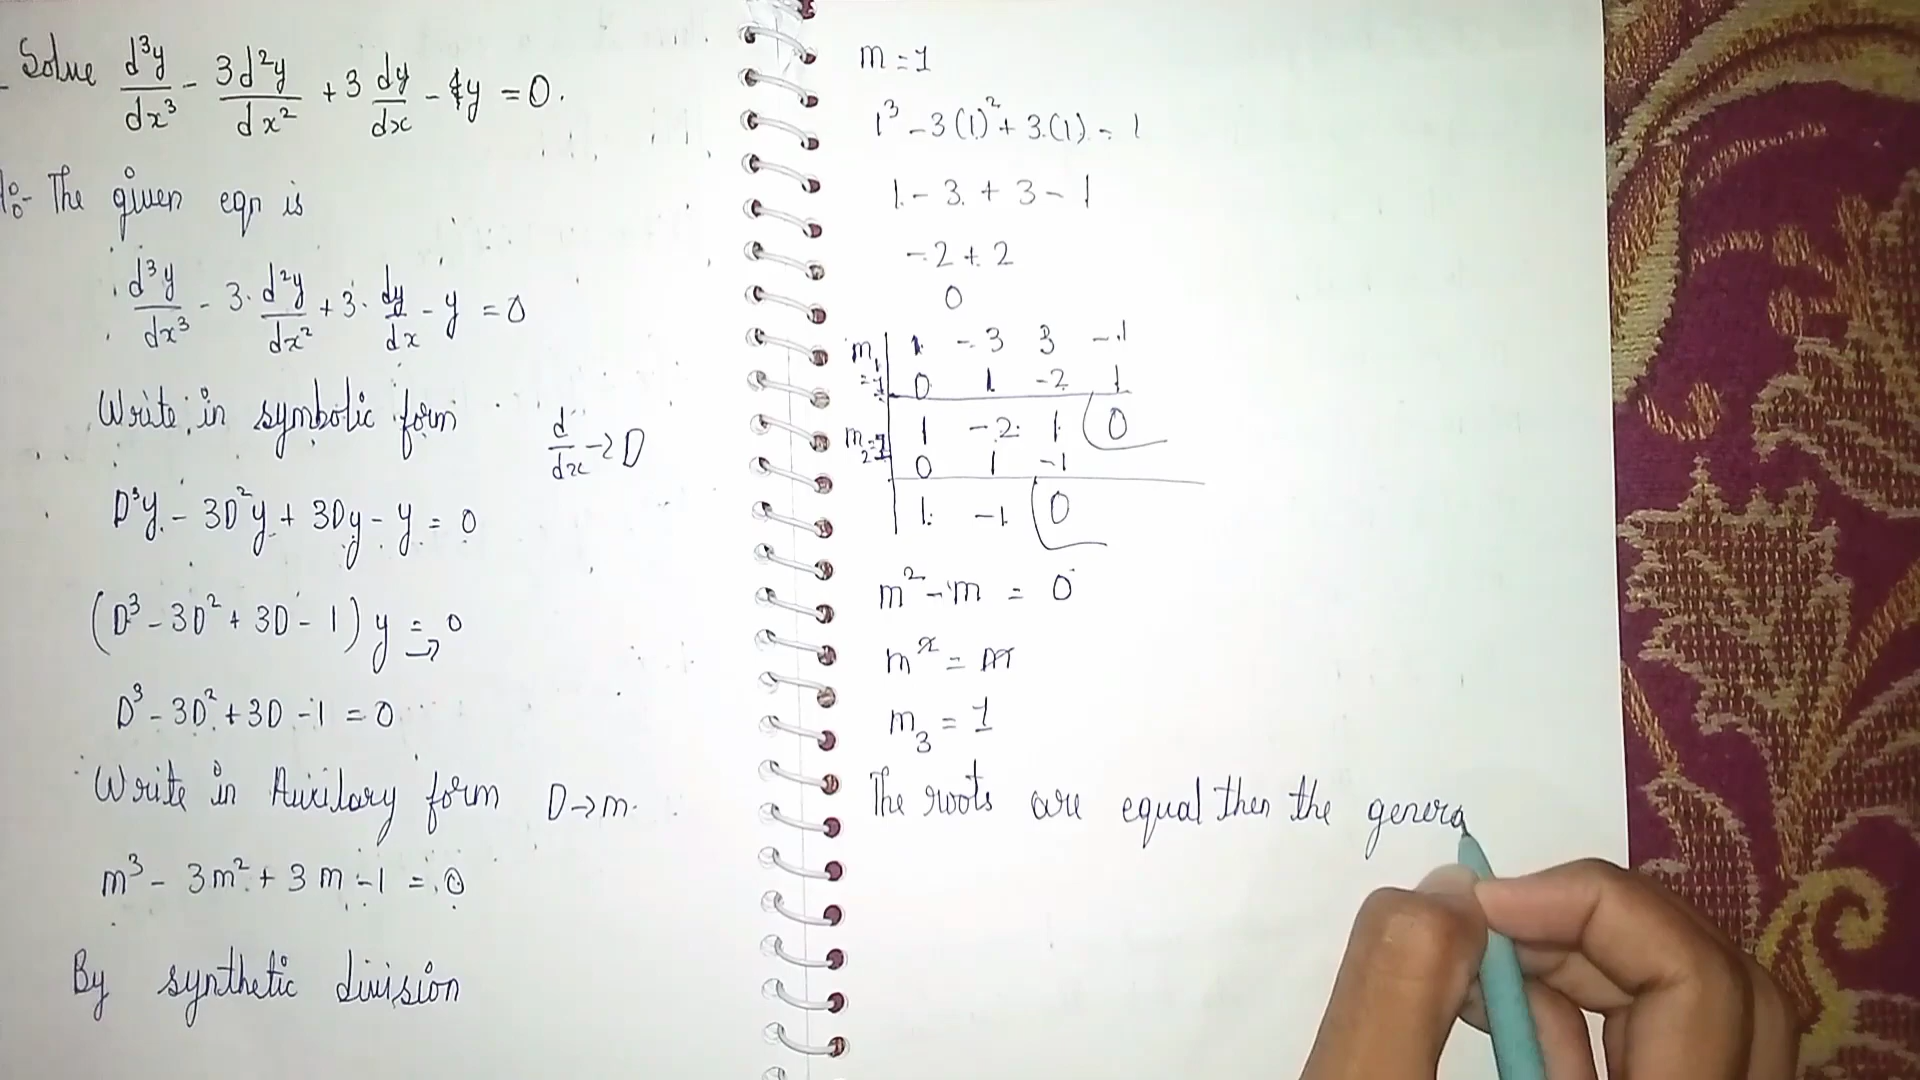 Solve d³y/dx³ - 3d²y/dx² + 3 dy/dx - y = 0.
The given eqn is
d³y/dx³ - 3. d²y/dx² + 3. dy/dx - y = 0
Write in symbolic form d/dx → D
D³y - 3D²y + 3Dy - y = 0
(D³ - 3D² + 3D - 1) y = 0
→
D³ - 3D² + 3D - 1 = 0
Write in Auxilary form D → m.
m³ - 3m² + 3m - 1 = 0
By synthetic division
m = 1
1³ - 3(1)² + 3.(1) - 1
1 - 3 + 3 - 1
-2 + 2
0
m₁ = 1 | 1 -3 3 -1
0 1 -2 1
m₂ = 1 | 1 -2 1 0
0 1 -1
1 -1 0
m² - m = 0
m² = m
m₃ = 1
The roots are equal then the genera